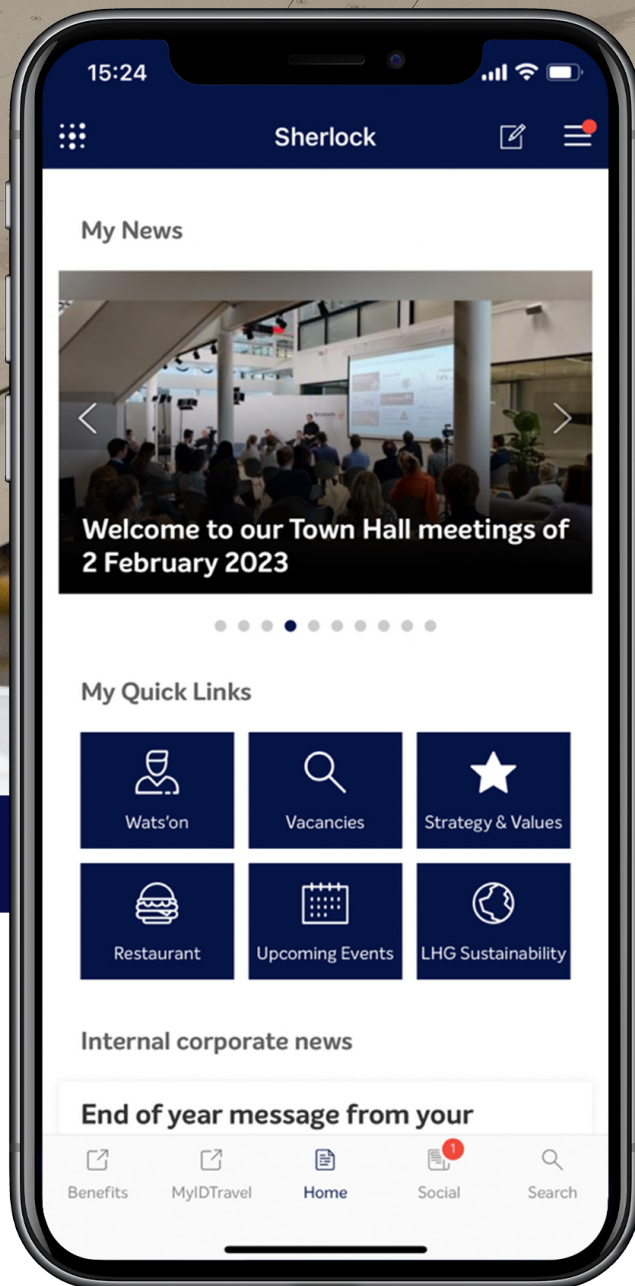 15:24
Sherlock
My News
Welcome to our Town Hall meetings of
2 February 2023
My Quick Links
Wats'on
Vacancies
Strategy & Values
Restaurant
Upcoming Events
LHG Sustainability
Internal corporate news
End of year message from your
1
Benefits
MyIDTravel
Home
Social
Search